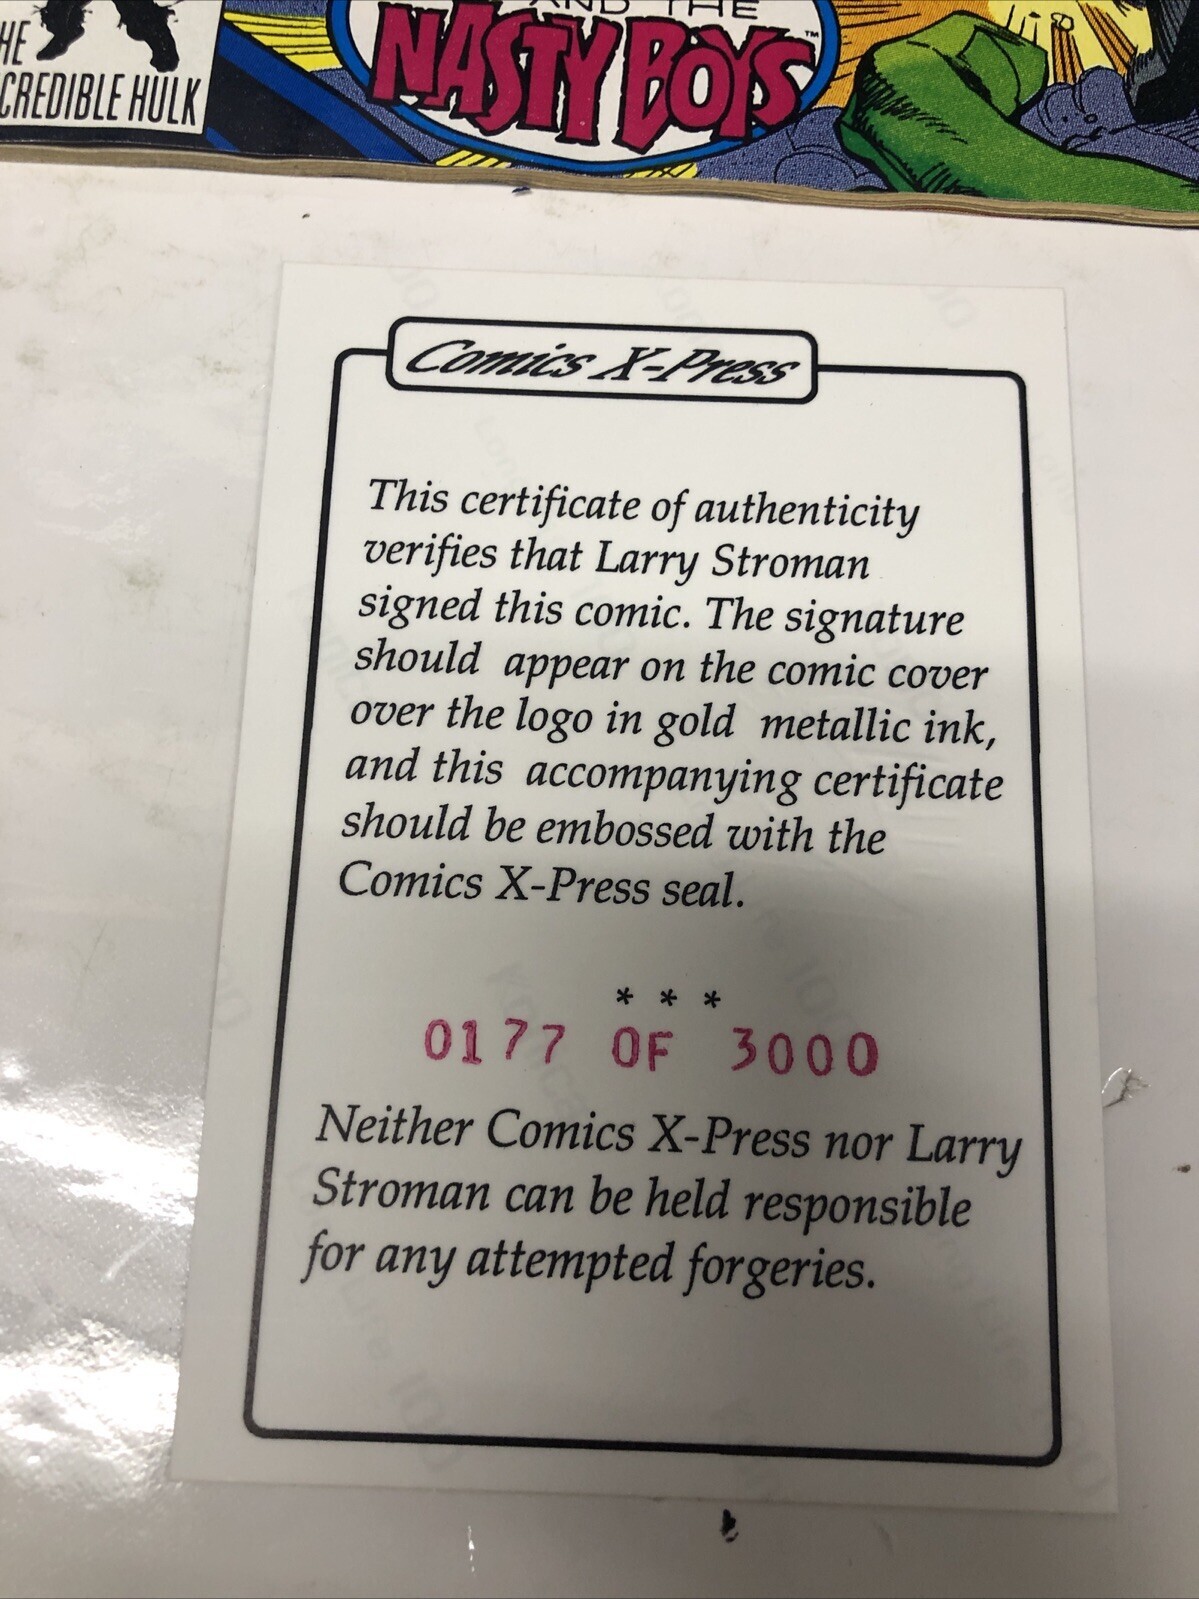 AND THE
NASTY BOYS™
HE
CREDIBLE HULK
Comics X-Press
This certificate of authenticity
verifies that Larry Stroman
signed this comic. The signature
should appear on the comic cover
over the logo in gold metallic ink,
and this accompanying certificate
should be embossed with the
Comics X-Press seal.
* * *
0177 OF 3000
Neither Comics X-Press nor Larry
Stroman can be held responsible
for any attempted forgeries.